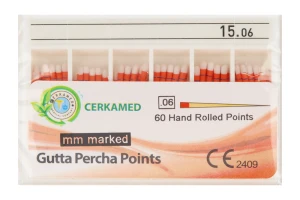 15.06
CERKAMED
.06
60 Hand Rolled Points
mm marked
Gutta Percha Points
CE 2409